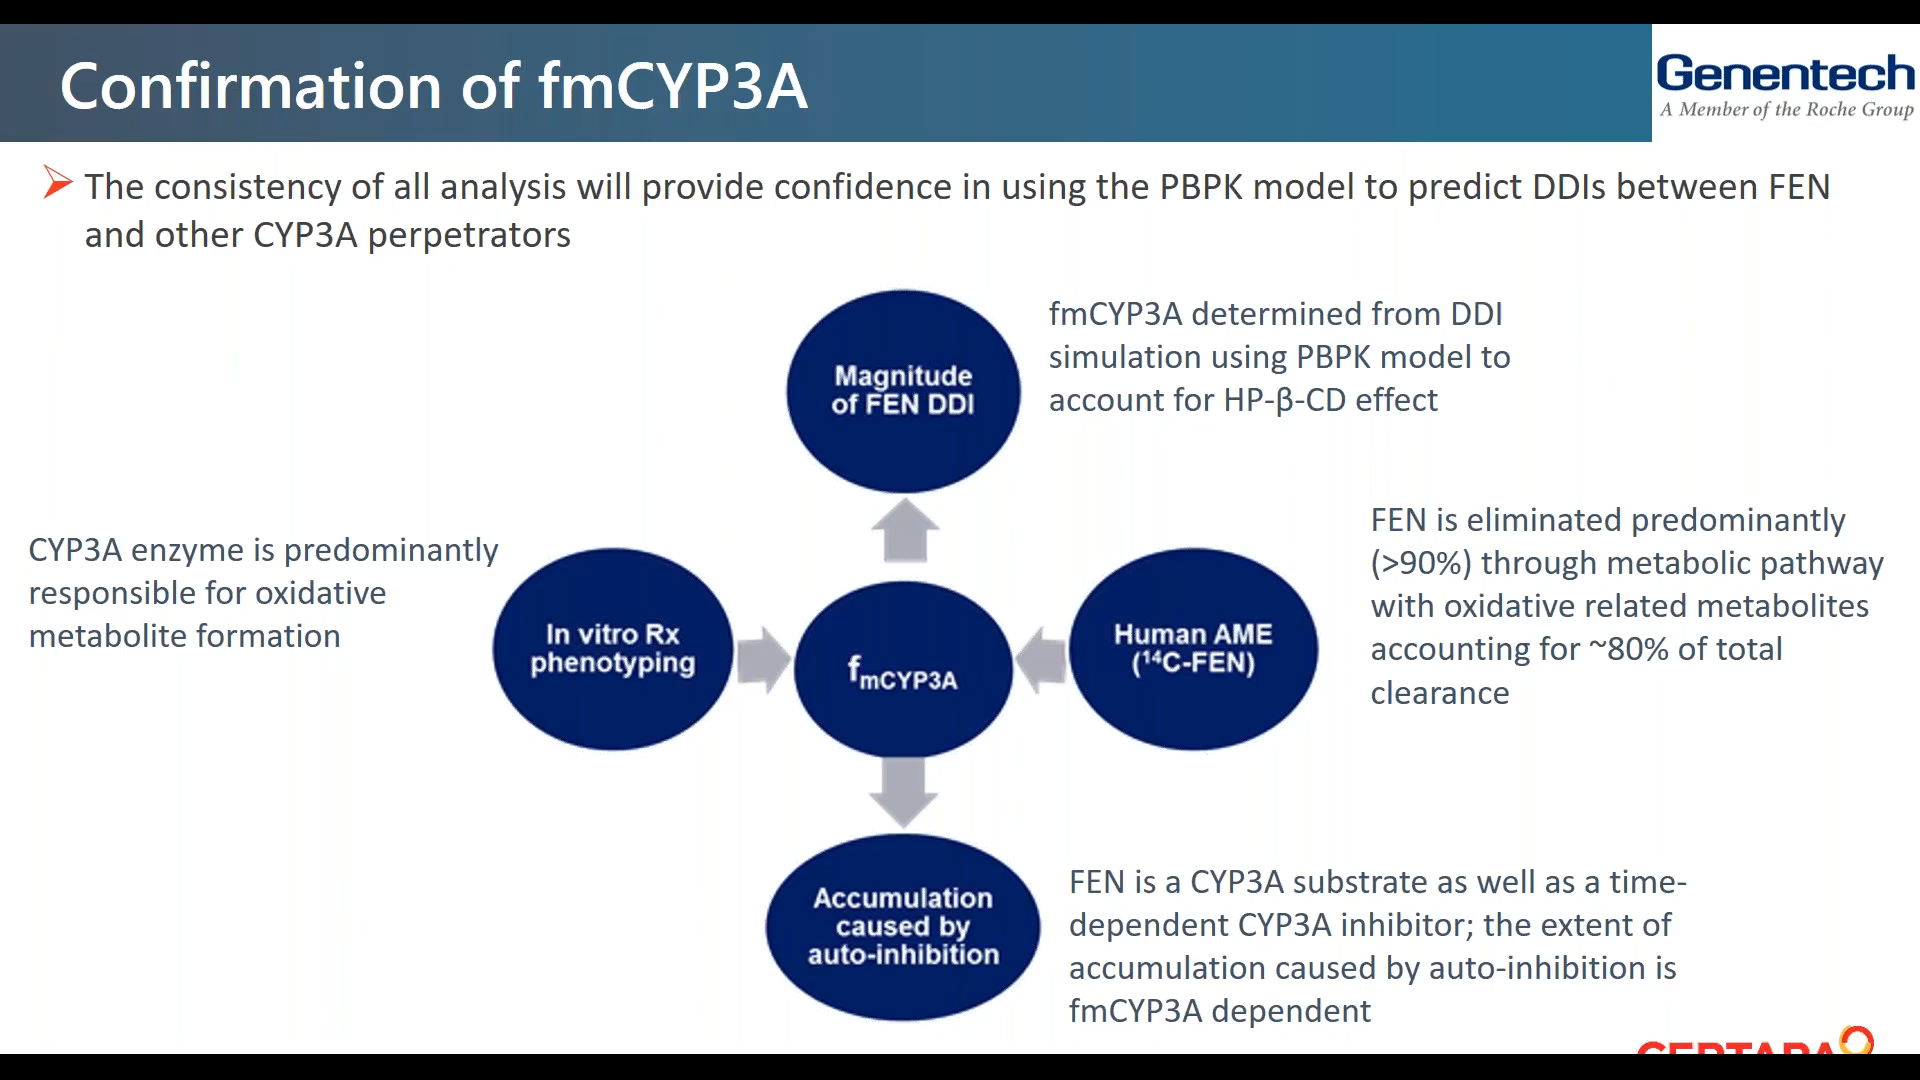 Confirmation of fmCYP3A
Genentech
A Member of the Roche Group
The consistency of all analysis will provide confidence in using the PBPK model to predict DDIs between FEN
and other CYP3A perpetrators
Magnitude
of FEN DDI
fmCYP3A determined from DDI
simulation using PBPK model to
account for HP-β-CD effect
CYP3A enzyme is predominantly
responsible for oxidative
metabolite formation
In vitro Rx
phenotyping
fmCYP3A
Human AME
(¹⁴C-FEN)
FEN is eliminated predominantly
(>90%) through metabolic pathway
with oxidative related metabolites
accounting for ~80% of total
clearance
Accumulation
caused by
auto-inhibition
FEN is a CYP3A substrate as well as a time-
dependent CYP3A inhibitor; the extent of
accumulation caused by auto-inhibition is
fmCYP3A dependent
CERTARA